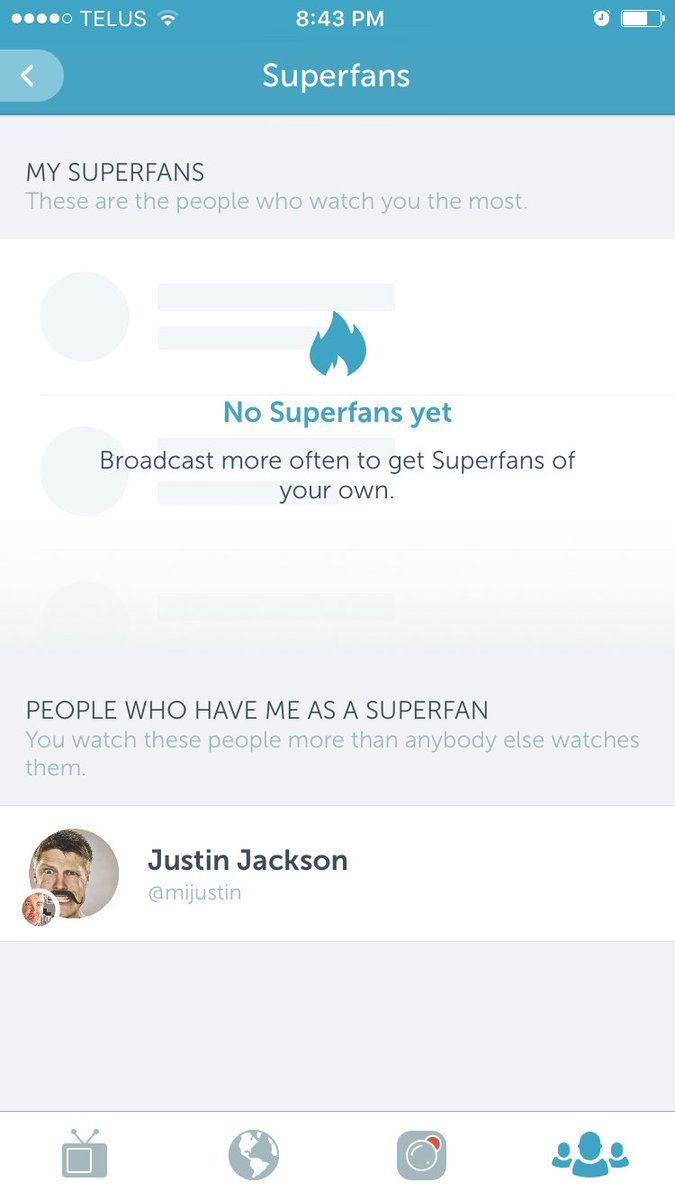 TELUS 8:43 PM
Superfans
MY SUPERFANS
These are the people who watch you the most.
No Superfans yet
Broadcast more often to get Superfans of
your own.
PEOPLE WHO HAVE ME AS A SUPERFAN
You watch these people more than anybody else watches
them.
Justin Jackson
@mijustin